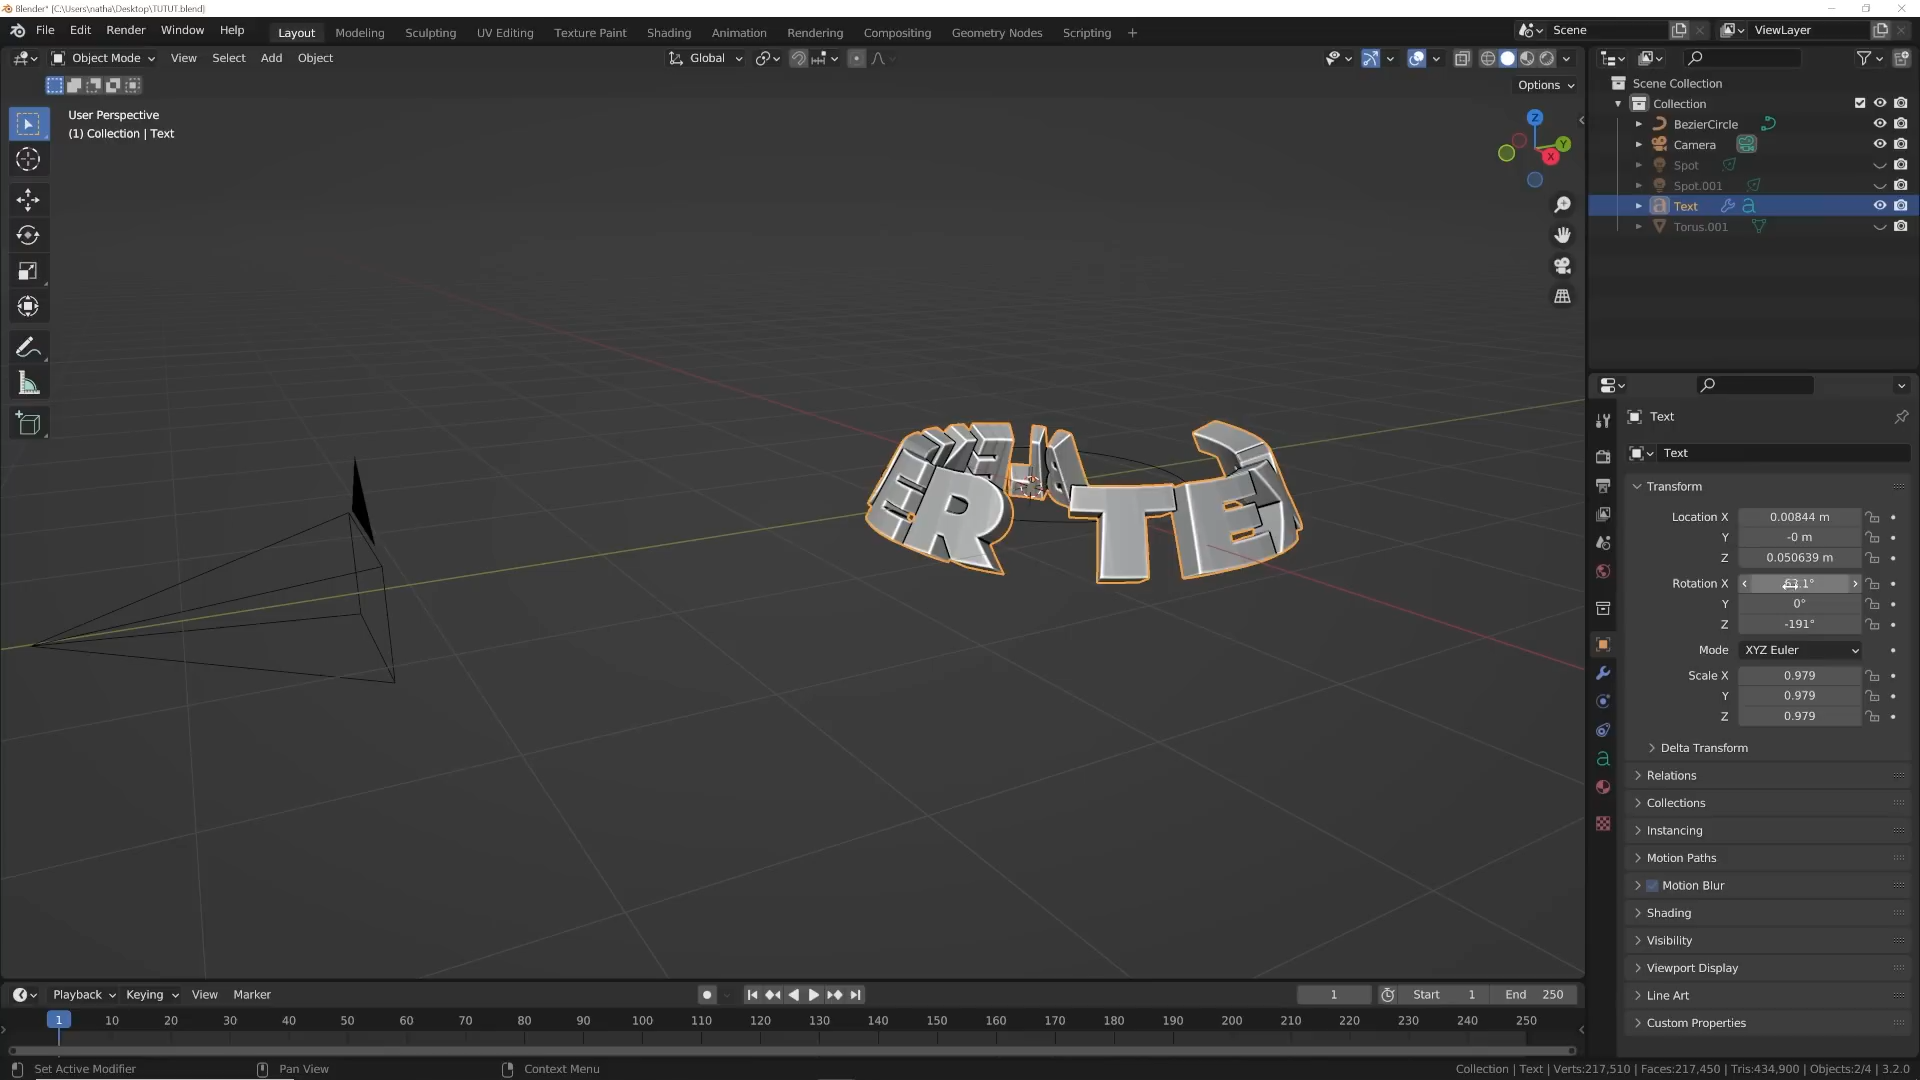 Blender* [C:\Users\natha\Desktop\TUTUT.blend]
File Edit Render Window Help Layout Modeling Sculpting UV Editing Texture Paint Shading Animation Rendering Compositing Geometry Nodes Scripting + Scene ViewLayer
Object Mode View Select Add Object Global
Options
User Perspective
(1) Collection | Text
Z
Y
X
Scene Collection
Collection
BezierCircle
Camera
Spot
Spot.001
Text
Torus.001
ER TE
Text
Text
Transform
Location X 0.00844 m
Y -0 m
Z 0.050639 m
Rotation X
Y 0°
Z -191°
Mode XYZ Euler
Scale X 0.979
Y 0.979
Z 0.979
Delta Transform
Relations
Collections
Instancing
Motion Paths
Motion Blur
Shading
Visibility
Viewport Display
Line Art
Custom Properties
Playback Keying View Marker 1 Start 1 End 250
1 10 20 30 40 50 60 70 80 90 100 110 120 130 140 150 160 170 180 190 200 210 220 230 240 250
Set Active Modifier Pan View Context Menu Collection | Text | Verts:217,510 | Faces:217,450 | Tris:434,900 | Objects:2/4 | 3.2.0